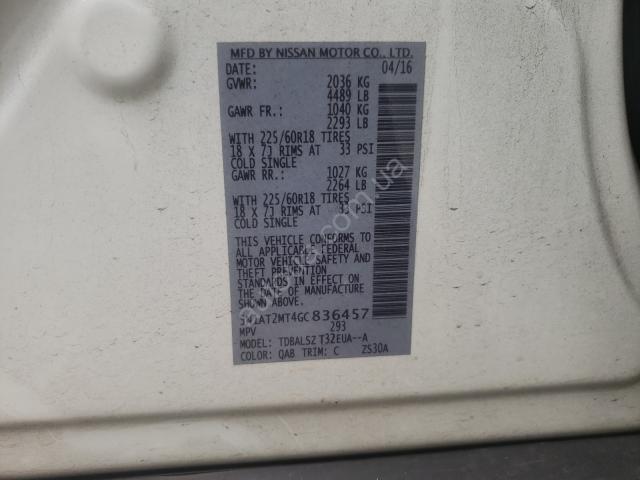 MFD BY NISSAN MOTOR CO., LTD.
DATE: 04/16
GVWR: 2036 KG
4489 LB
GAWR FR.: 1040 KG
2293 LB
WITH 225/60R18 TIRES
18 X 7J RIMS AT 33 PSI
COLD SINGLE
GAWR RR.: 1027 KG
2264 LB
WITH 225/60R18 TIRES
18 X 7J RIMS AT 33 PSI
COLD SINGLE
THIS VEHICLE CONFORMS TO
ALL APPLICABLE FEDERAL
MOTOR VEHICLE SAFETY AND
THEFT PREVENTION
STANDARDS IN EFFECT ON
THE DATE OF MANUFACTURE
SHOWN ABOVE.
5N1AT2MT4GC836457
MPV 293
MODEL: TDBALSZ T32EUA--A
COLOR: QAB TRIM: C ZS30A